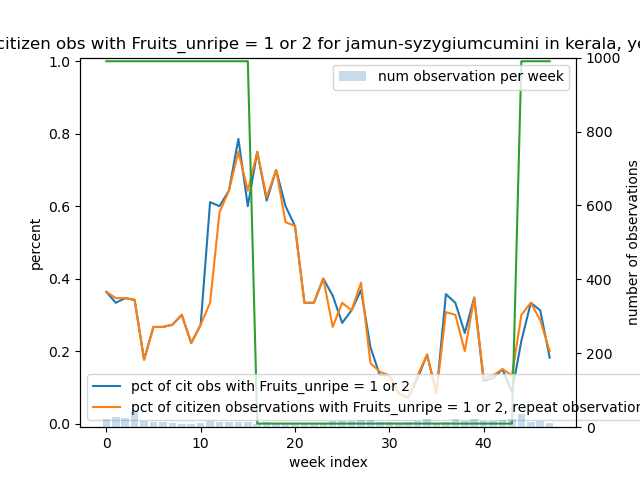 citizen obs with Fruits_unripe = 1 or 2 for jamun-syzygiumcumini in kerala,
num observation per week
1.0
0.8
0.6
0.4
0.2
0.0
percent
1000
800
600
400
200
0
number of observations
pct of cit obs with Fruits_unripe = 1 or 2
pct of citizen observations with Fruits_unripe = 1 or 2, repeat observation
0 10 20 30 40
week index